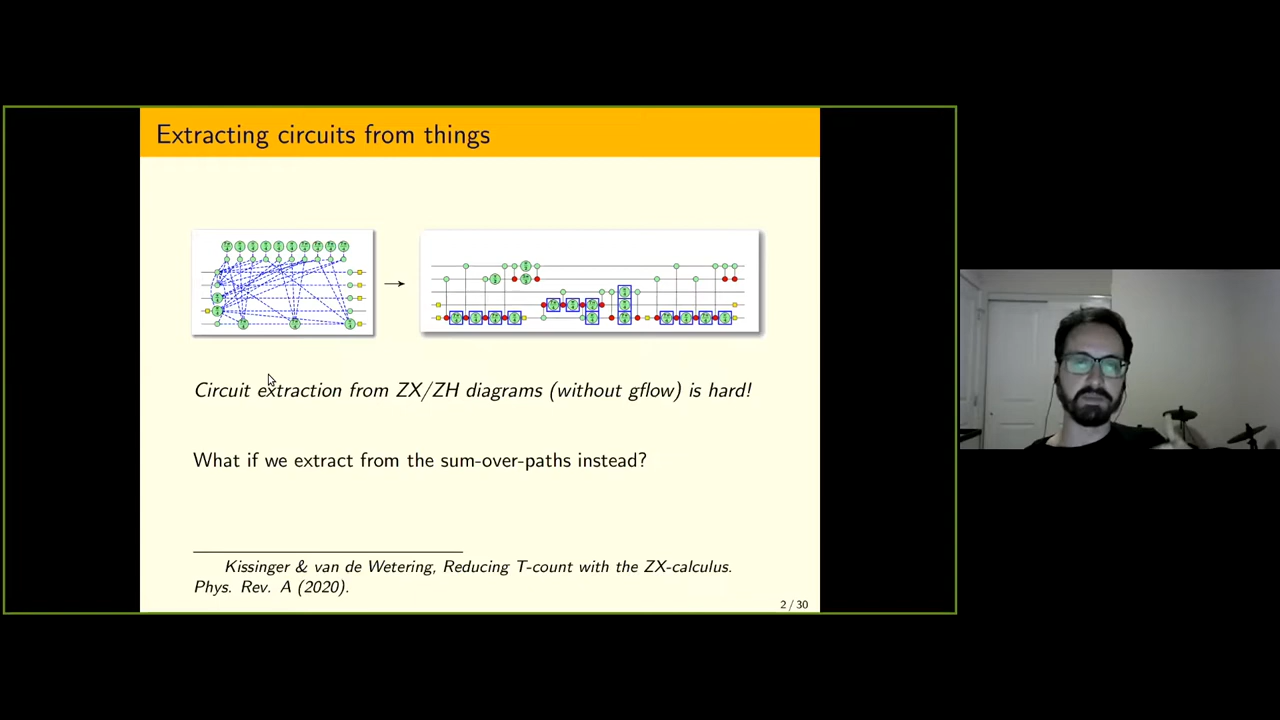 Extracting circuits from things
Circuit extraction from ZX/ZH diagrams (without gflow) is hard!
What if we extract from the sum-over-paths instead?
Kissinger & van de Wetering, Reducing T-count with the ZX-calculus.
Phys. Rev. A (2020).
2 / 30